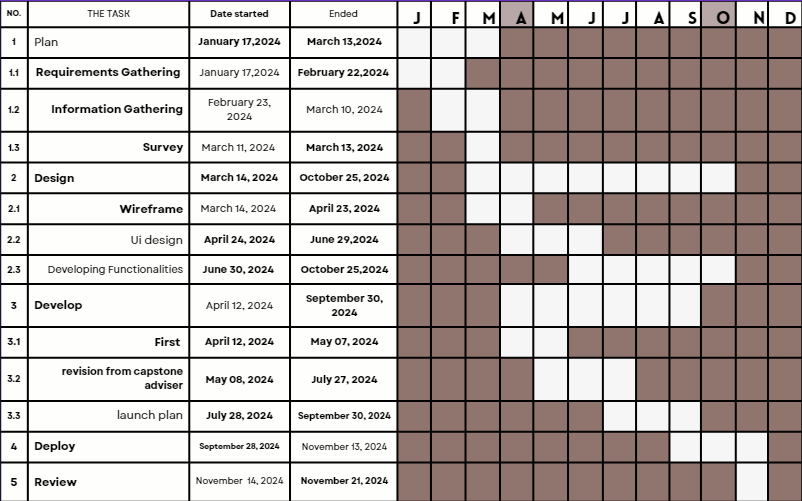 NO. THE TASK Date started Ended J F M A M J J A S O N D
1 Plan January 17,2024 March 13,2024
1.1 Requirements Gathering January 17,2024 February 22,2024
1.2 Information Gathering February 23, 2024 March 10, 2024
1.3 Survey March 11, 2024 March 13, 2024
2 Design March 14, 2024 October 25, 2024
2.1 Wireframe March 14, 2024 April 23, 2024
2.2 Ui design April 24, 2024 June 29,2024
2.3 Developing Functionalities June 30, 2024 October 25,2024
3 Develop April 12, 2024 September 30, 2024
3.1 First April 12, 2024 May 07, 2024
3.2 revision from capstone adviser May 08, 2024 July 27, 2024
3.3 launch plan July 28, 2024 September 30, 2024
4 Deploy September 28, 2024 November 13, 2024
5 Review November 14, 2024 November 21, 2024